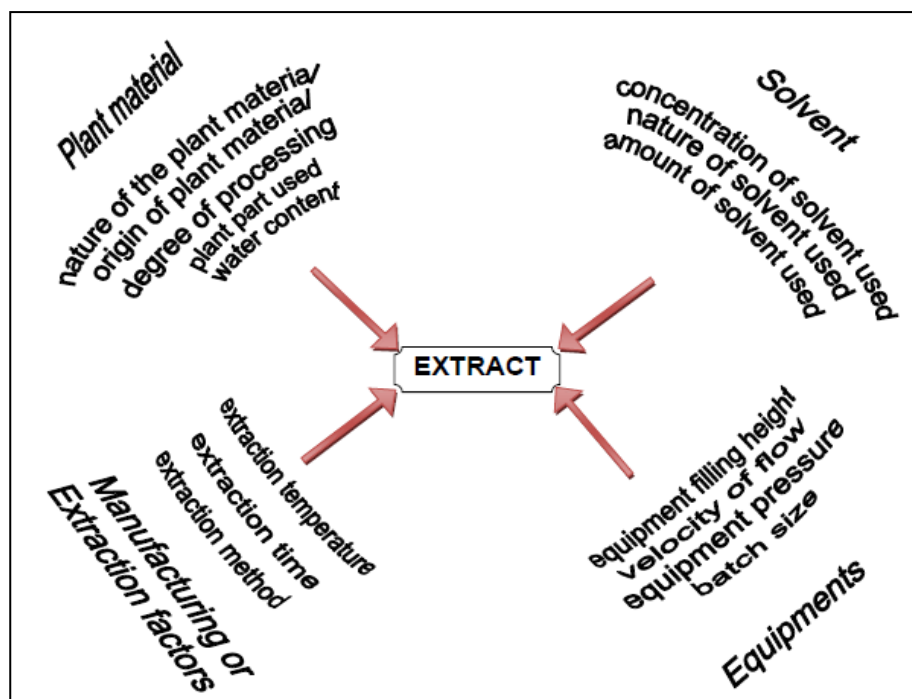 Plant material
nature of the plant material
origin of plant material
degree of processing
plant part used
water content
Solvent
concentration of solvent used
nature of solvent used
amount of solvent used
EXTRACT
extraction temperature
extraction time
extraction method
Manufacturing or
Extraction factors
equipment filling height
velocity of flow
equipment pressure
batch size
Equipments